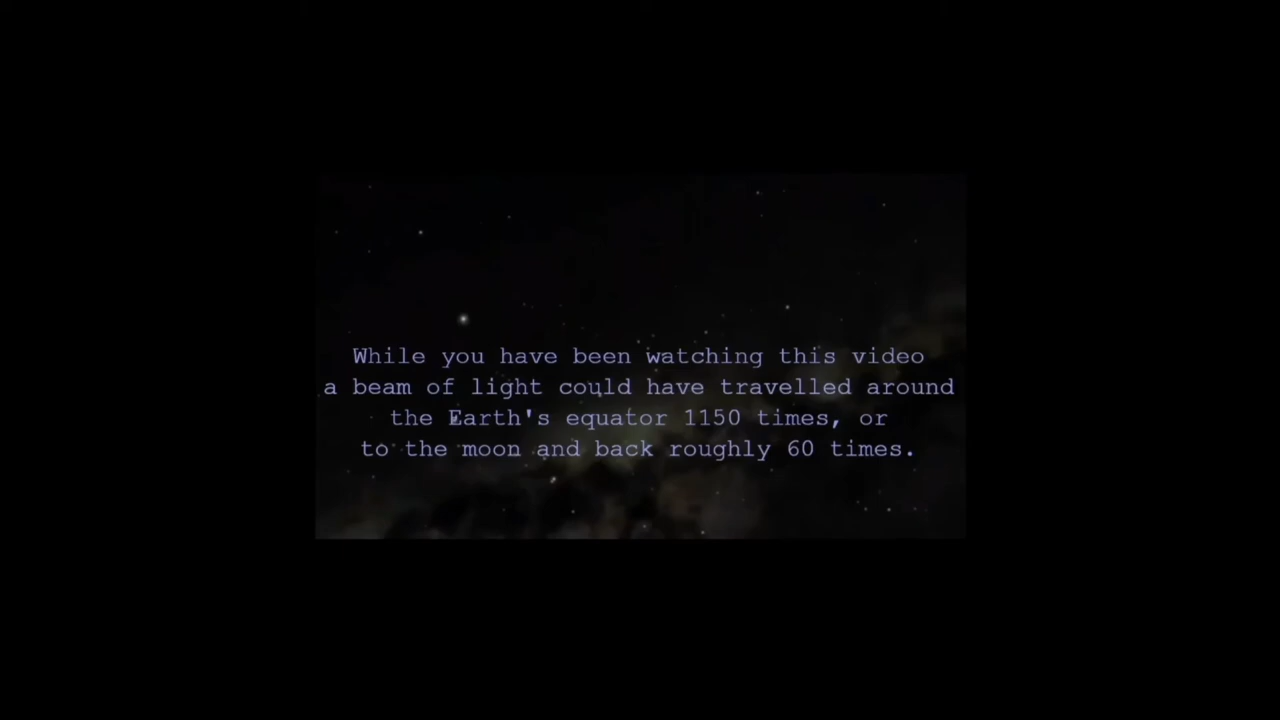 While you have been watching this video
a beam of light could have travelled around
the Earth's equator 1150 times, or
to the moon and back roughly 60 times.